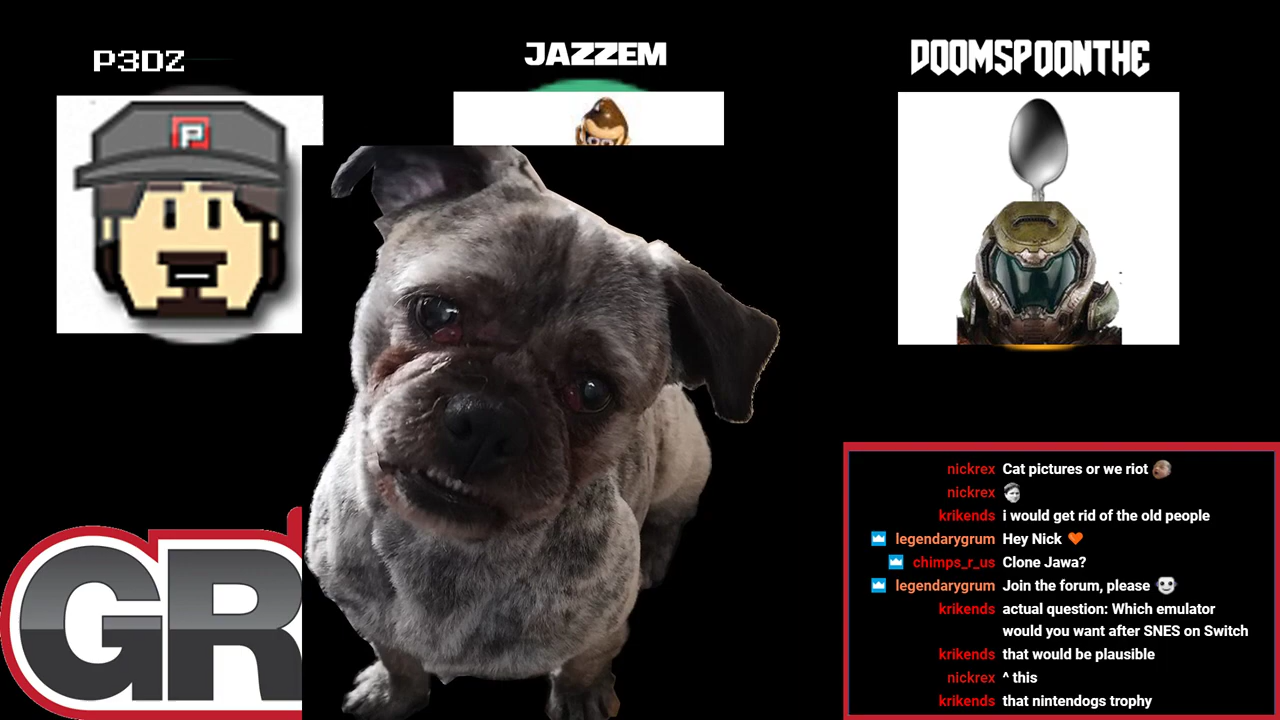 P3DZ
JAZZEM
DOOMSPOONTHE
P
GR
nickrex Cat pictures or we riot
nickrex
krikends i would get rid of the old people
legendarygrum Hey Nick
chimps_r_us Clone Jawa?
legendarygrum Join the forum, please
krikends actual question: Which emulator
would you want after SNES on Switch
krikends that would be plausible
nickrex ^ this
krikends that nintendogs trophy